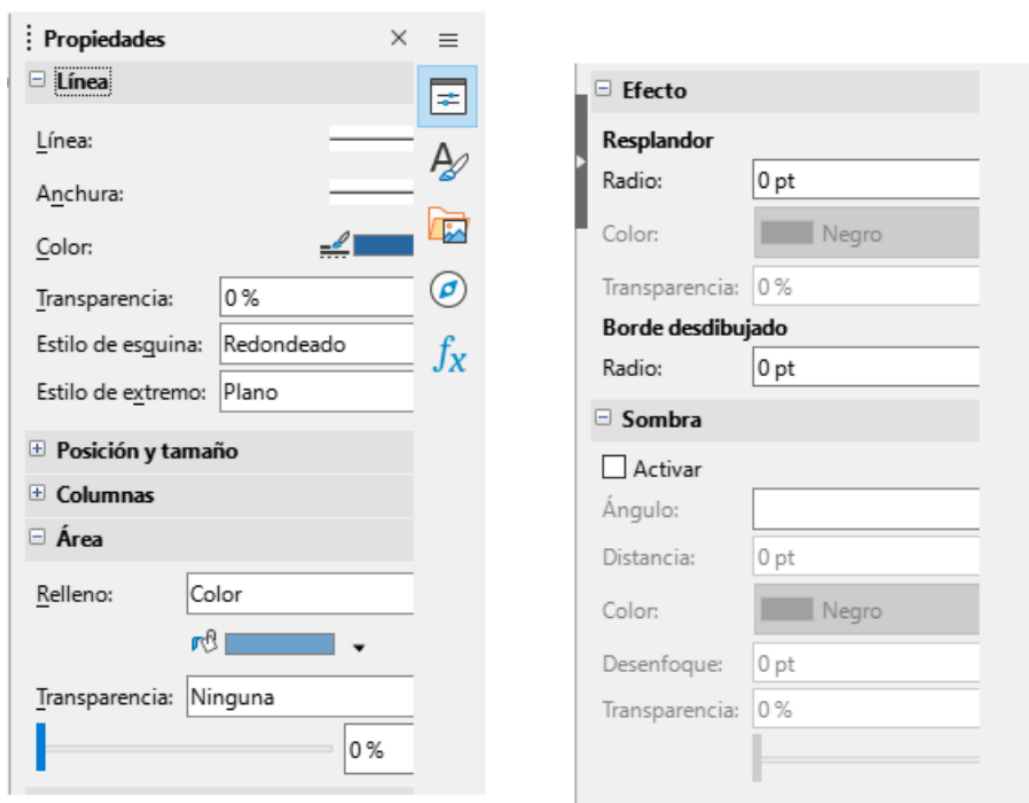 Propiedades
Línea
Línea:
Anchura:
Color:
Transparencia: 0 %
Estilo de esquina: Redondeado
Estilo de extremo: Plano
Posición y tamaño
Columnas
Área
Relleno: Color
Transparencia: Ninguna
0 %
fx
Efecto
Resplandor
Radio: 0 pt
Color: Negro
Transparencia: 0 %
Borde desdibujado
Radio: 0 pt
Sombra
Activar
Ángulo:
Distancia: 0 pt
Color: Negro
Desenfoque: 0 pt
Transparencia: 0 %